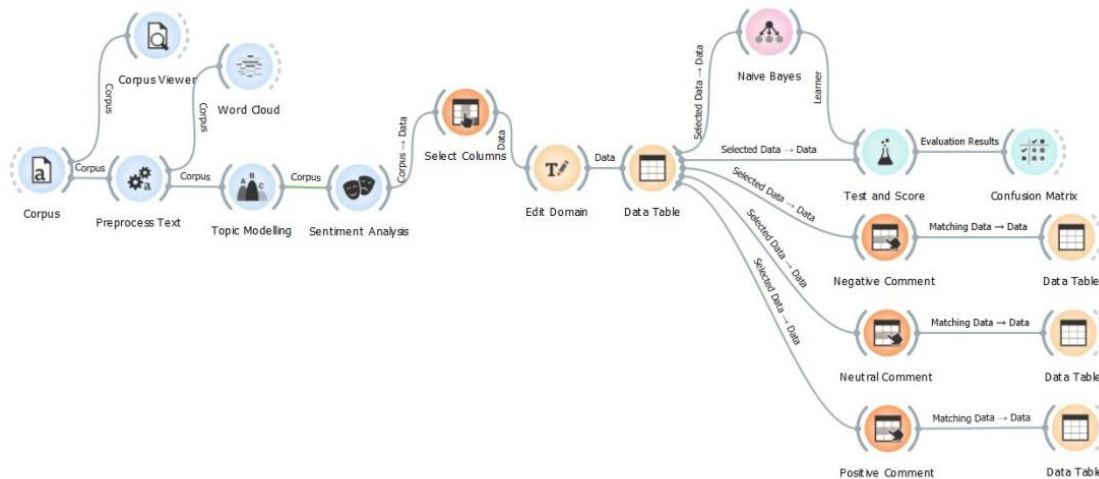 Corpus Viewer
Corpus
Word Cloud
Corpus
Corpus
Corpus
Preprocess Text
Corpus
Topic Modelling
Corpus
Sentiment Analysis
Corpus → Data
Select Columns
Data
Edit Domain
Data
Data Table
Selected Data → Data
Naive Bayes
Learner
Selected Data → Data
Test and Score
Evaluation Results
Confusion Matrix
Selected Data → Data
Negative Comment
Matching Data → Data
Data Table
Selected Data → Data
Neutral Comment
Matching Data → Data
Data Table
Selected Data → Data
Positive Comment
Matching Data → Data
Data Table
a
a
A
B
C
T